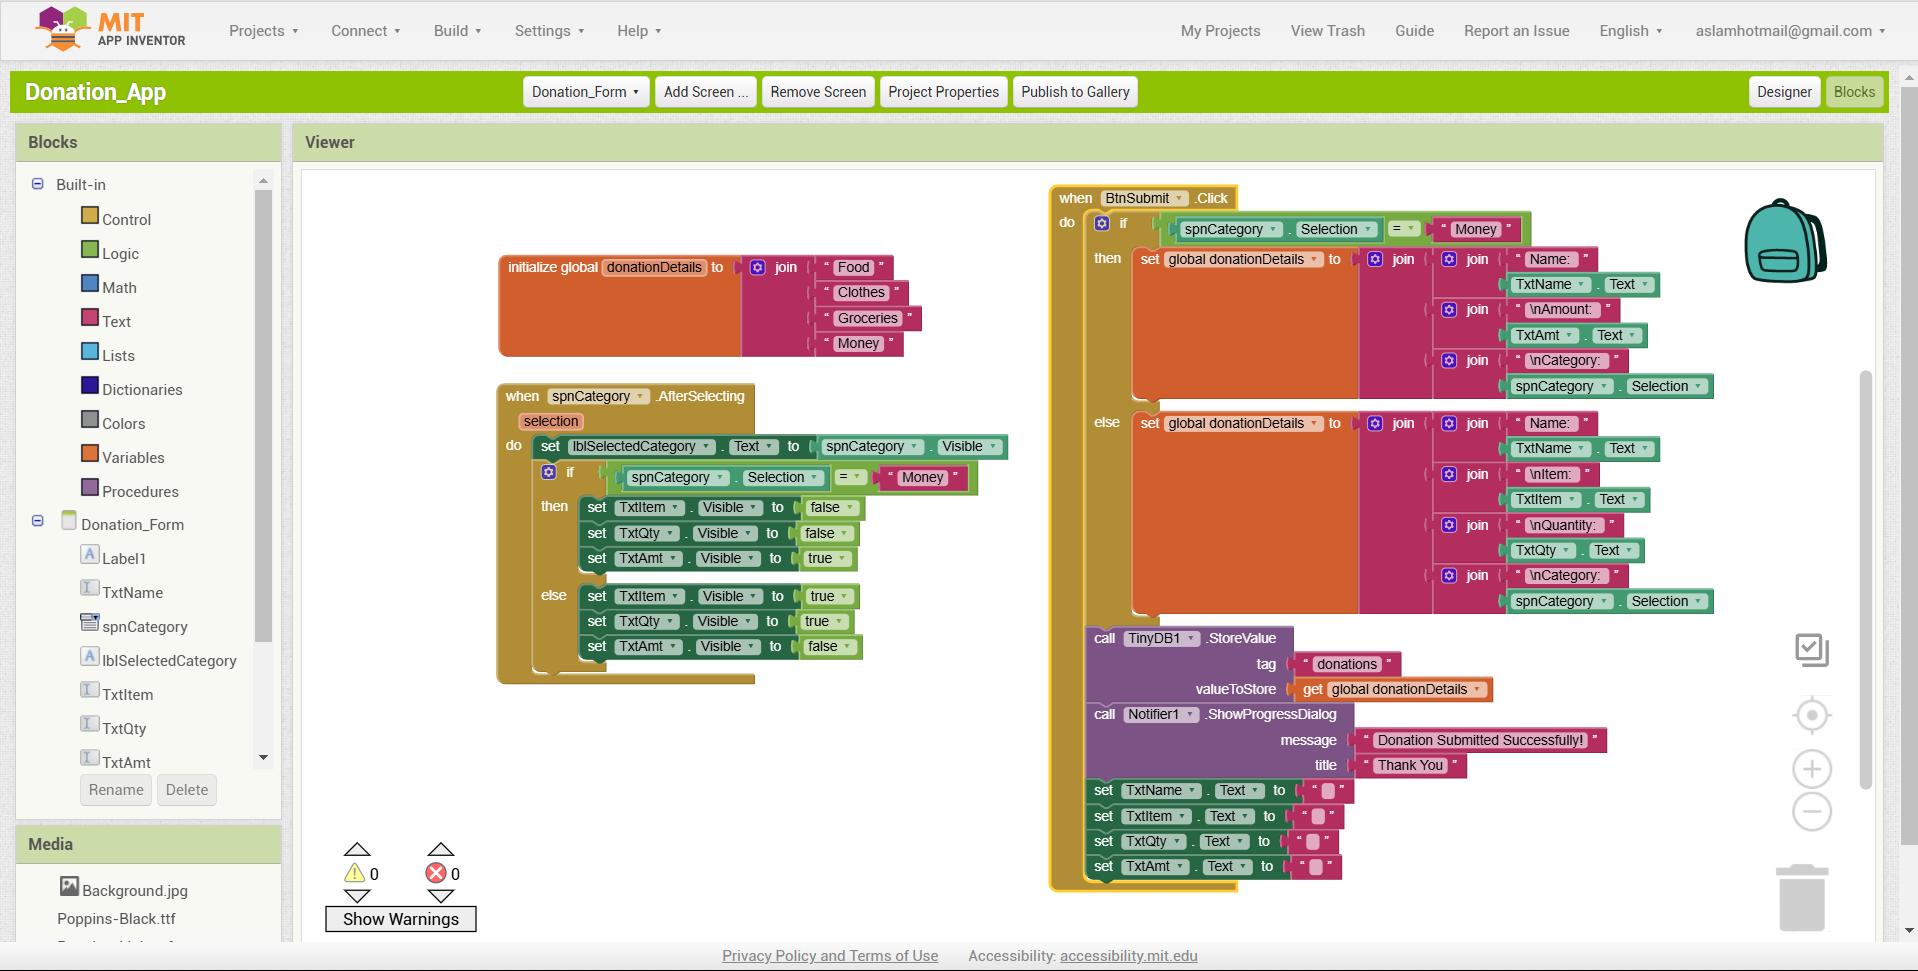 MIT
APP INVENTOR
Projects Connect Build Settings Help My Projects View Trash Guide Report an Issue English aslamhotmail@gmail.com
Donation_App Donation_Form Add Screen ... Remove Screen Project Properties Publish to Gallery Designer Blocks
Blocks
Built-in
Control
Logic
Math
Text
Lists
Dictionaries
Colors
Variables
Procedures
Donation_Form
Label1
TxtName
spnCategory
lblSelectedCategory
TxtItem
TxtQty
TxtAmt
Rename Delete
Media
Background.jpg
Poppins-Black.ttf
Viewer
initialize global donationDetails to join “ Food ”
“ Clothes ”
“ Groceries ”
“ Money ”
when spnCategory .AfterSelecting
selection
do set lblSelectedCategory . Text to spnCategory . Visible
if spnCategory . Selection = “ Money ”
then set TxtItem . Visible to false
set TxtQty . Visible to false
set TxtAmt . Visible to true
else set TxtItem . Visible to true
set TxtQty . Visible to true
set TxtAmt . Visible to false
when BtnSubmit .Click
do if spnCategory . Selection = “ Money ”
then set global donationDetails to join join “ Name: ”
TxtName . Text
join “ \nAmount: ”
TxtAmt . Text
join “ \nCategory: ”
spnCategory . Selection
else set global donationDetails to join join “ Name: ”
TxtName . Text
join “ \nItem: ”
TxtItem . Text
join “ \nQuantity: ”
TxtQty . Text
join “ \nCategory: ”
spnCategory . Selection
call TinyDB1 .StoreValue
tag “ donations ”
valueToStore get global donationDetails
call Notifier1 .ShowProgressDialog
message “ Donation Submitted Successfully! ”
title “ Thank You ”
set TxtName . Text to “ ”
set TxtItem . Text to “ ”
set TxtQty . Text to “ ”
set TxtAmt . Text to “ ”
0 0
Show Warnings
Privacy Policy and Terms of Use Accessibility: accessibility.mit.edu